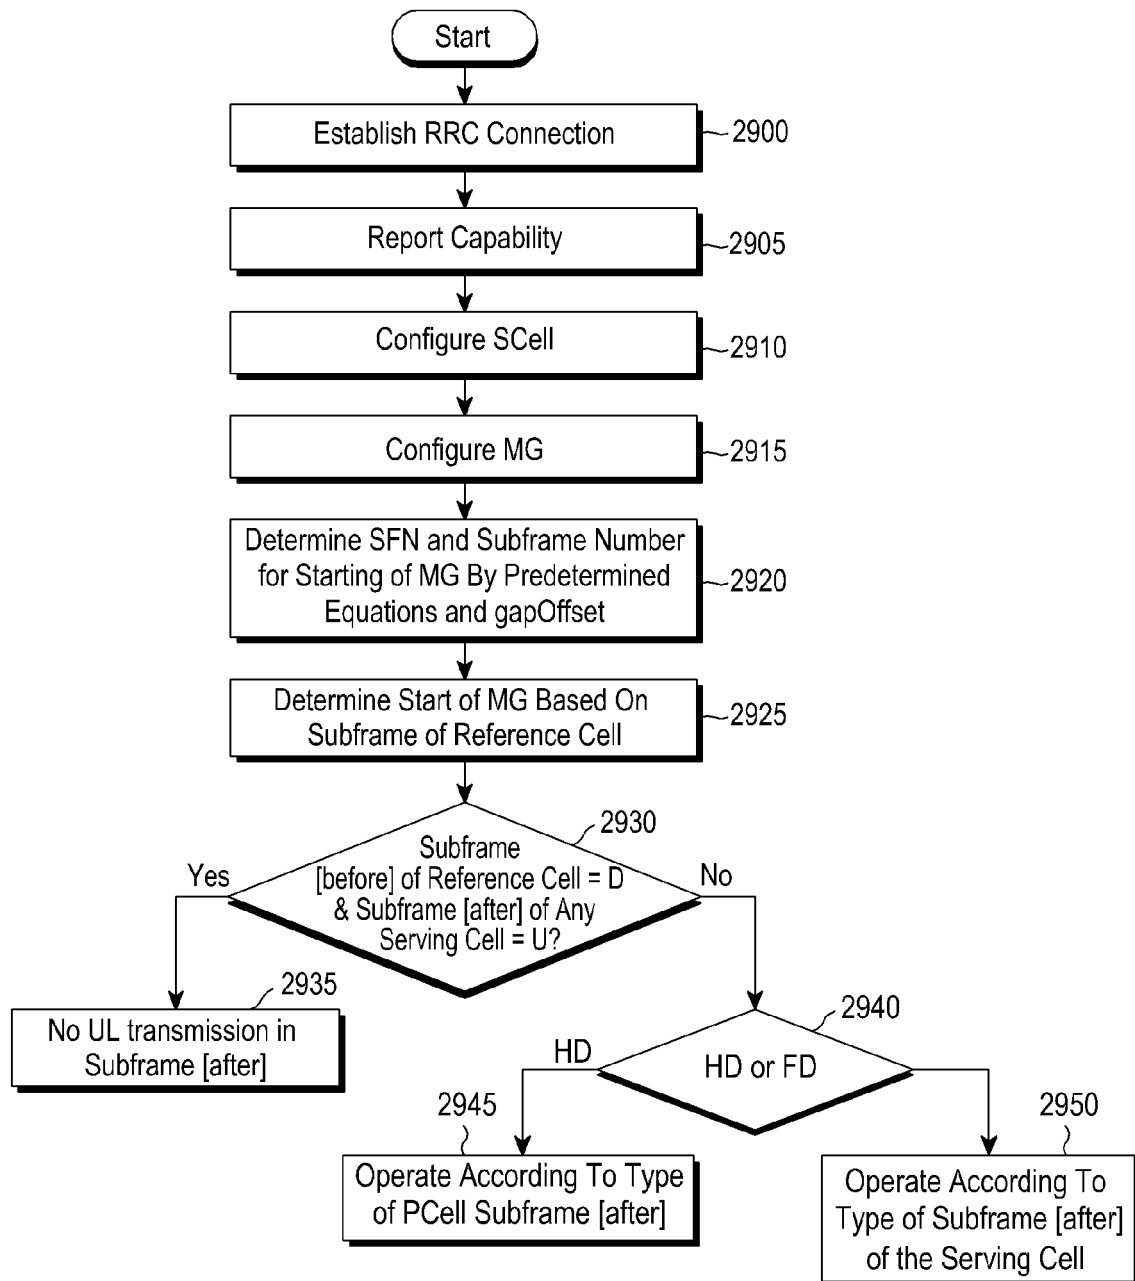 Start
Establish RRC Connection
2900
Report Capability
2905
Configure SCell
2910
Configure MG
2915
Determine SFN and Subframe Number
for Starting of MG By Predetermined
Equations and gapOffset
2920
Determine Start of MG Based On
Subframe of Reference Cell
2925
2930
Subframe
[before] of Reference Cell = D
& Subframe [after] of Any
Serving Cell = U?
Yes
No
2935
No UL transmission in
Subframe [after]
2940
HD or FD
HD
2945
Operate According To Type
of PCell Subframe [after]
2950
Operate According To
Type of Subframe [after]
of the Serving Cell